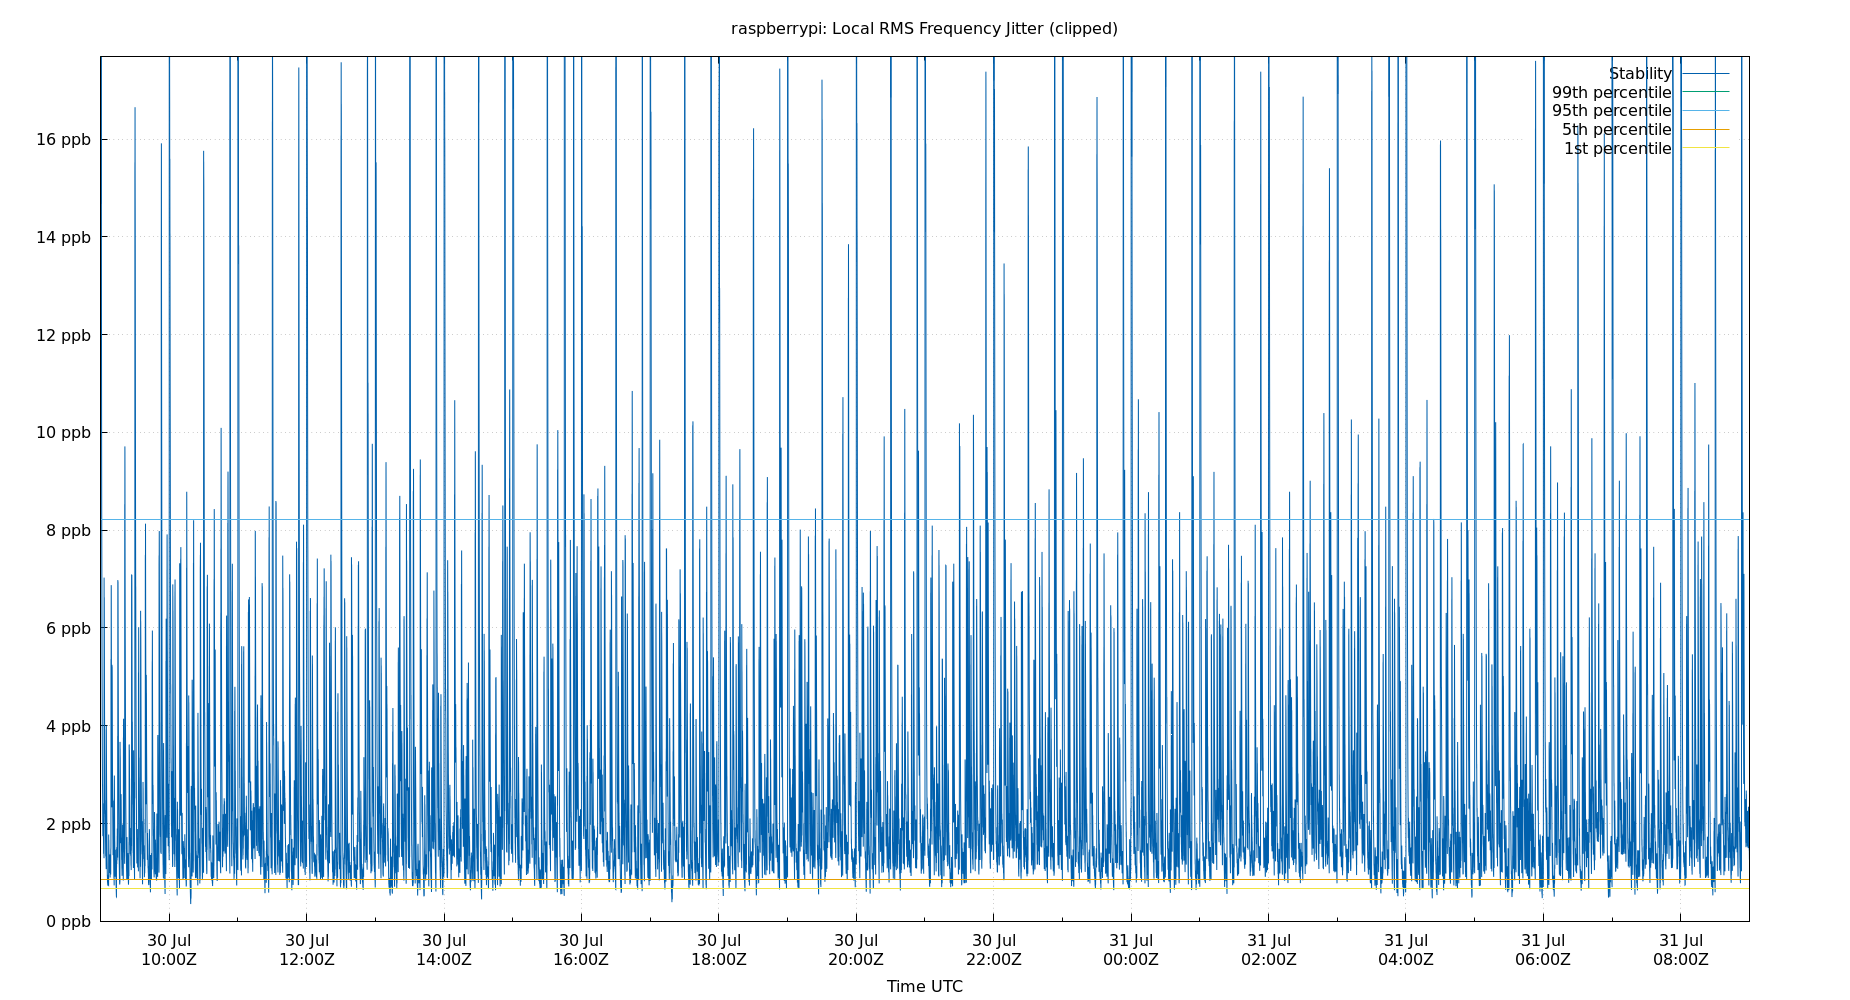 raspberrypi: Local RMS Frequency Jitter (clipped)
Stability
99th percentile
95th percentile
5th percentile
1st percentile
16 ppb
14 ppb
12 ppb
10 ppb
8 ppb
6 ppb
4 ppb
2 ppb
0 ppb
30 Jul 30 Jul 30 Jul 30 Jul 30 Jul 30 Jul 30 Jul 31 Jul 31 Jul 31 Jul 31 Jul 31 Jul
10:00Z 12:00Z 14:00Z 16:00Z 18:00Z 20:00Z 22:00Z 00:00Z 02:00Z 04:00Z 06:00Z 08:00Z
Time UTC